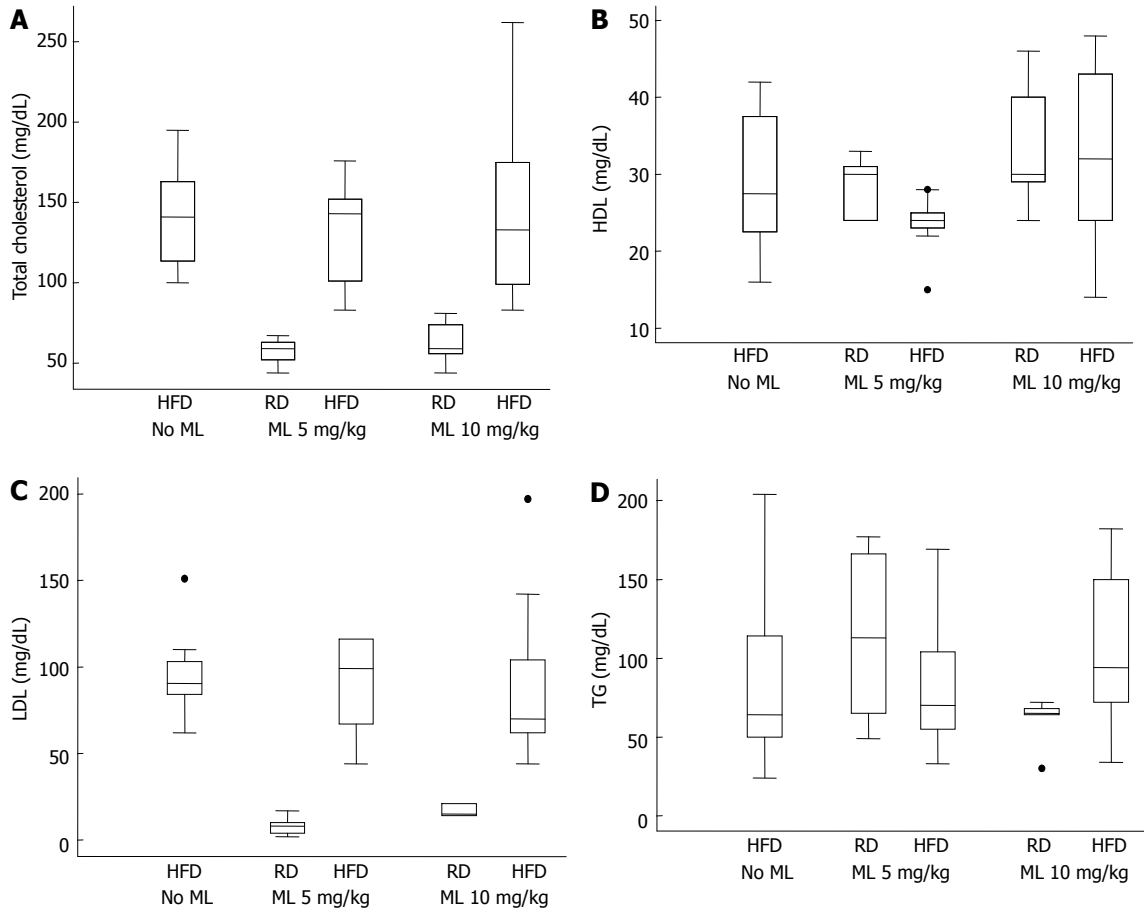 A
Total cholesterol (mg/dL)
250
200
150
100
50
HFD RD HFD RD HFD
No ML ML 5 mg/kg ML 10 mg/kg
B
HDL (mg/dL)
50
40
30
20
10
HFD RD HFD RD HFD
No ML ML 5 mg/kg ML 10 mg/kg
C
LDL (mg/dL)
200
150
100
50
0
HFD RD HFD RD HFD
No ML ML 5 mg/kg ML 10 mg/kg
D
TG (mg/dL)
200
150
100
50
0
HFD RD HFD RD HFD
No ML ML 5 mg/kg ML 10 mg/kg